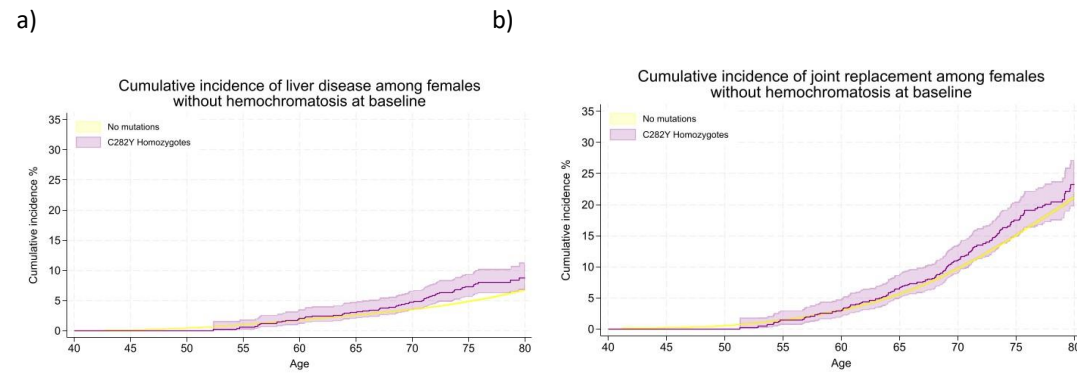 a)
b)
Cumulative incidence of liver disease among females
without hemochromatosis at baseline
No mutations
C282Y Homozygotes
Cumulative incidence %
35
30
25
20
15
10
5
0
40 45 50 55 60 65 70 75 80
Age
Cumulative incidence of joint replacement among females
without hemochromatosis at baseline
No mutations
C282Y Homozygotes
Cumulative incidence %
35
30
25
20
15
10
5
0
40 45 50 55 60 65 70 75 80
Age